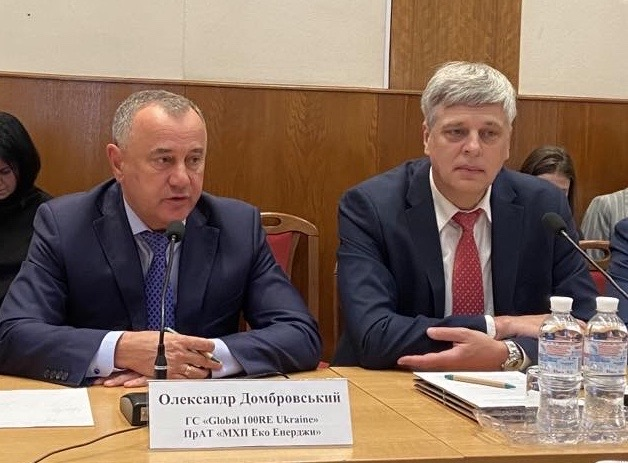 Олександр Домбровський
ГС «Global 100RE Ukraine»
ПрАТ «МХП Еко Енерджи»